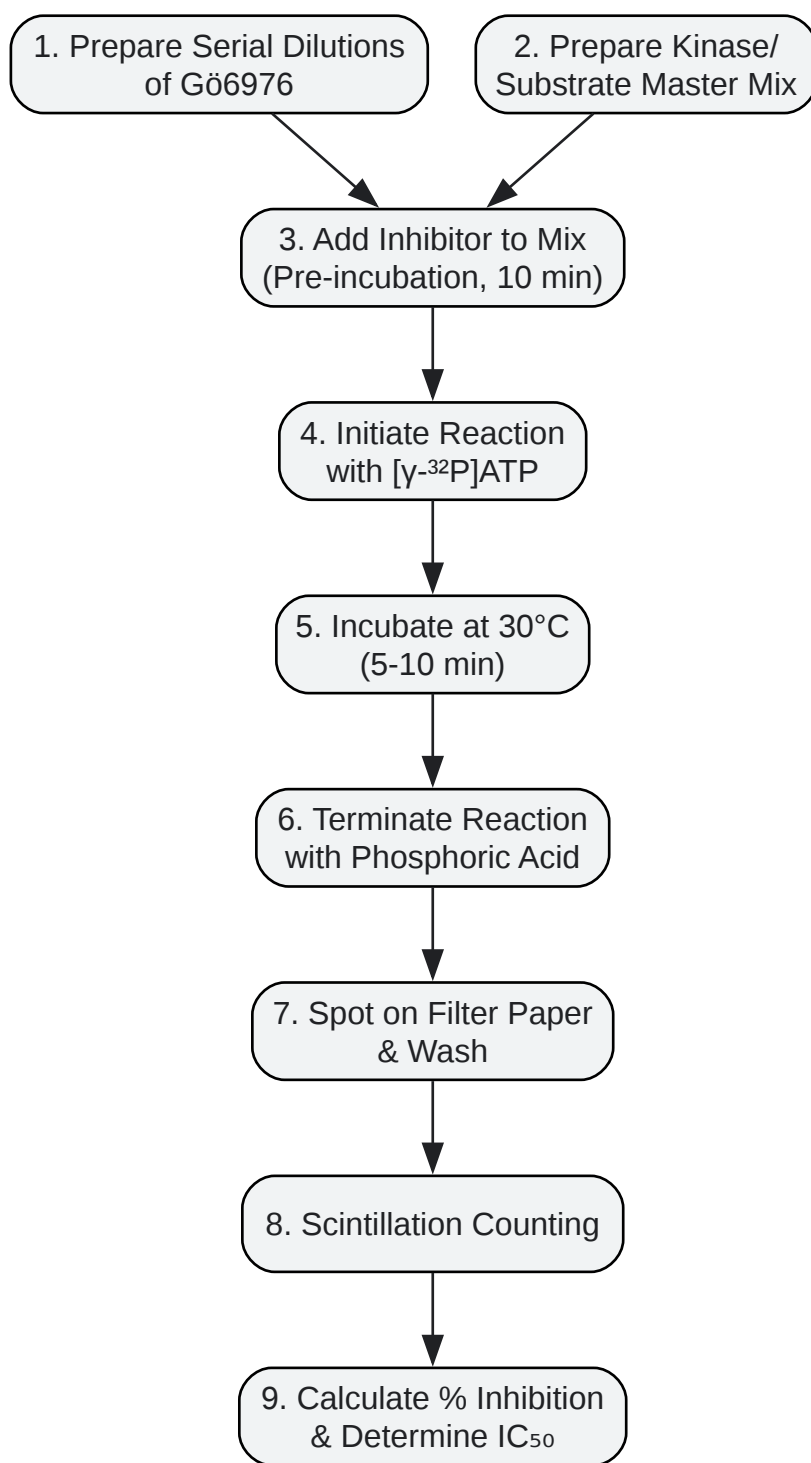 1. Prepare Serial Dilutions
of Gö6976
2. Prepare Kinase/
Substrate Master Mix
3. Add Inhibitor to Mix
(Pre-incubation, 10 min)
4. Initiate Reaction
with [γ-³²P]ATP
5. Incubate at 30°C
(5-10 min)
6. Terminate Reaction
with Phosphoric Acid
7. Spot on Filter Paper
& Wash
8. Scintillation Counting
9. Calculate % Inhibition
& Determine IC₅₀